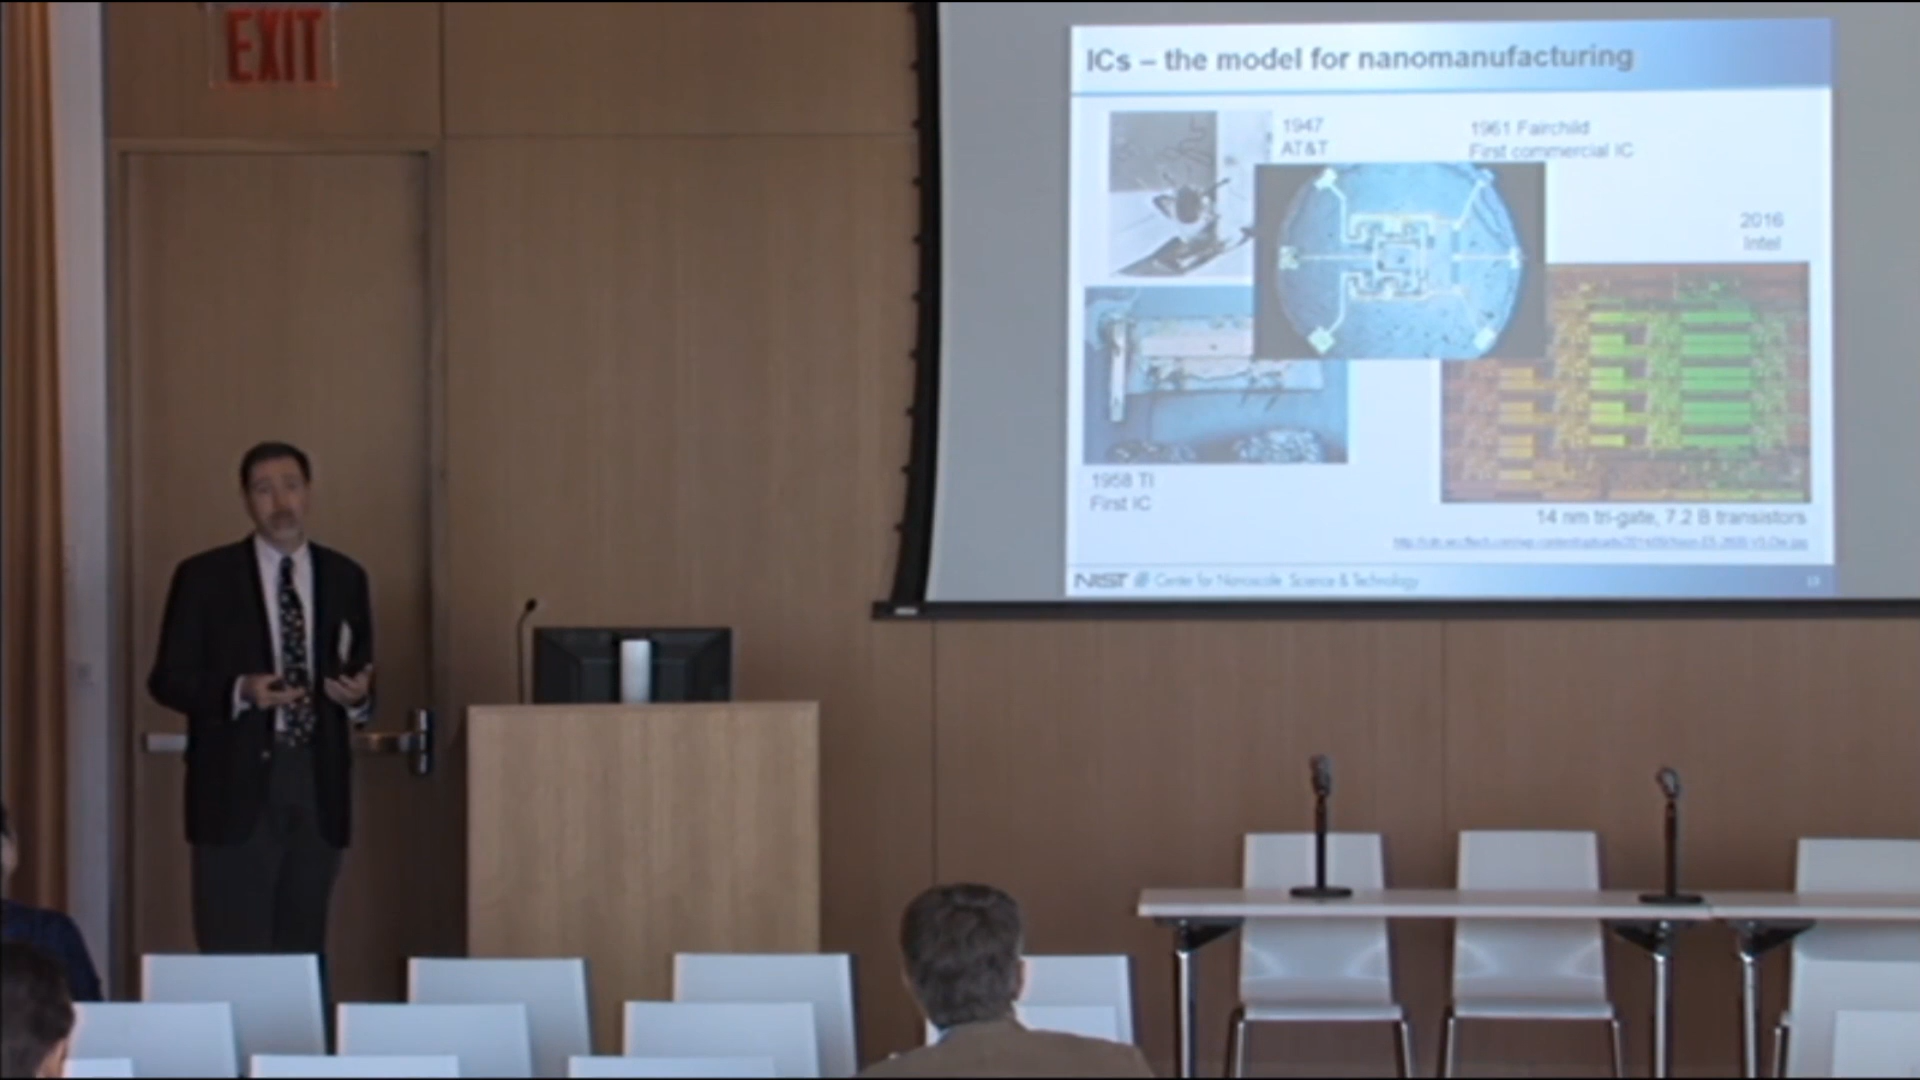 EXIT
ICs – the model for nanomanufacturing
1947
AT&T
1961 Fairchild
First commercial IC
2016
Intel
1958 TI
First IC
14 nm tri-gate, 7.2 B transistors
NIST Center for Nanoscale Science & Technology
13